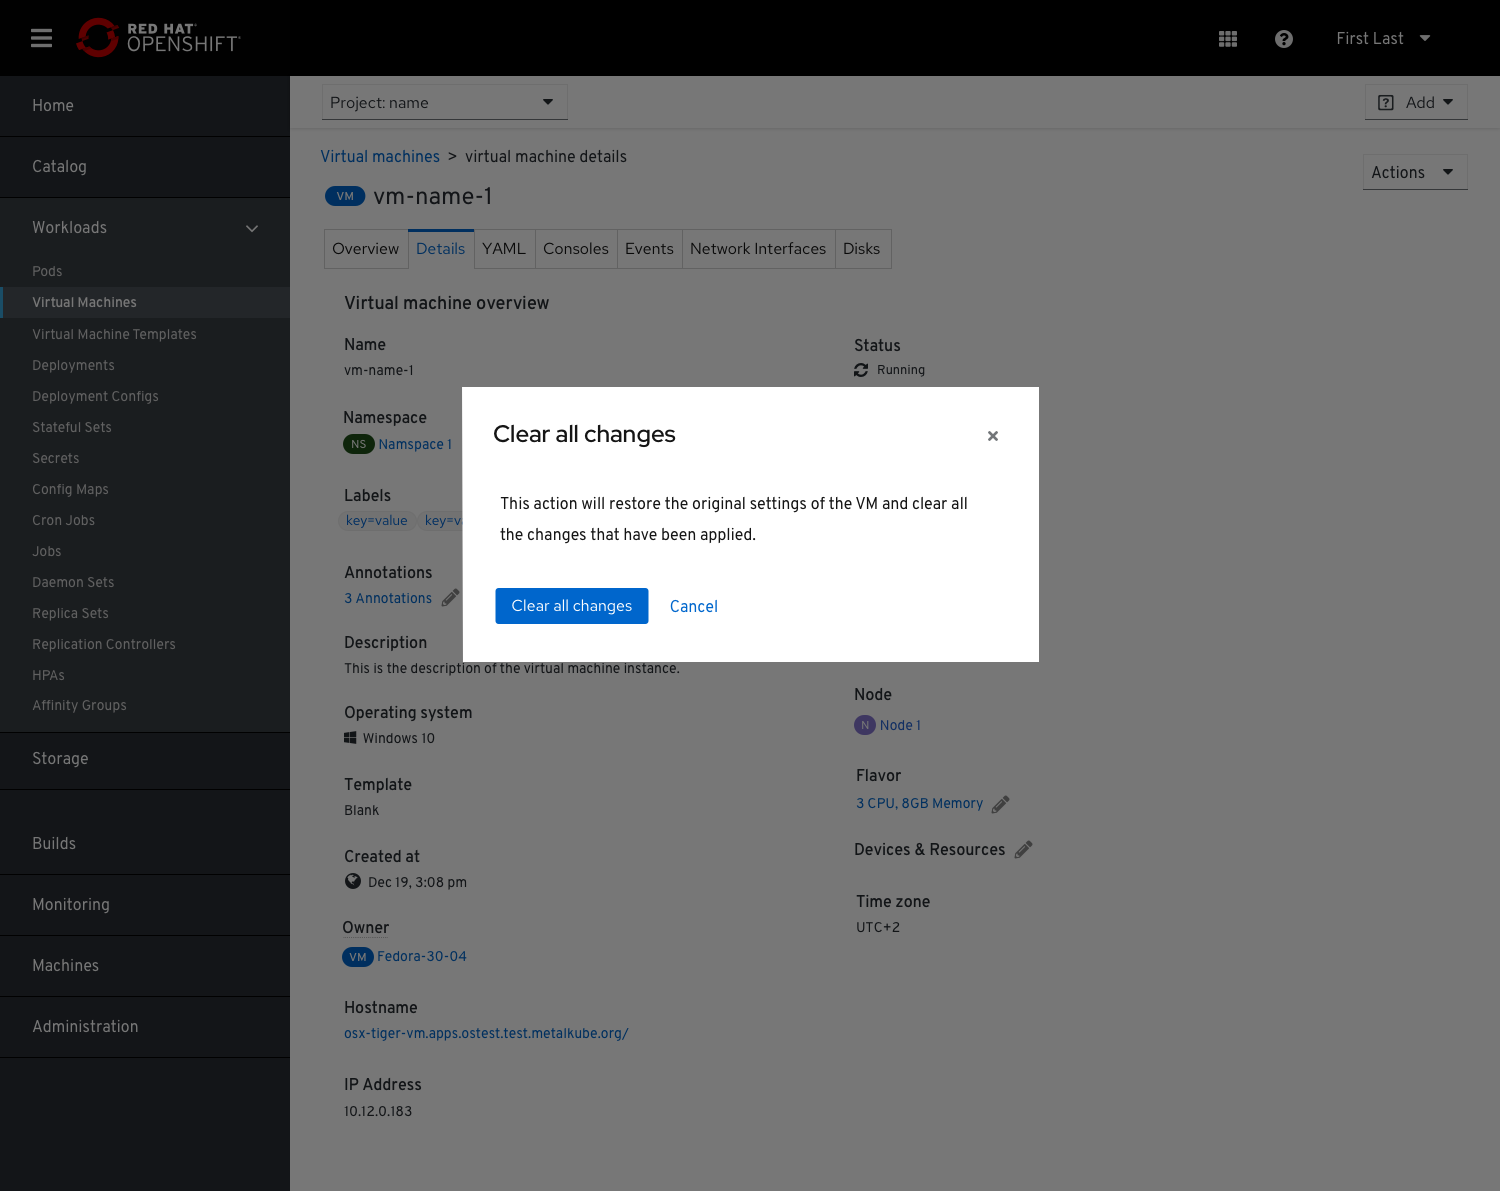 RED HAT
OPENSHIFT
First Last
Home
Catalog
Workloads
Pods
Virtual Machines
Virtual Machine Templates
Deployments
Deployment Configs
Stateful Sets
Secrets
Config Maps
Cron Jobs
Jobs
Daemon Sets
Replica Sets
Replication Controllers
HPAs
Affinity Groups
Storage
Builds
Monitoring
Machines
Administration
Project: name
Add
Virtual machines > virtual machine details
Actions
VM vm-name-1
Overview Details YAML Consoles Events Network Interfaces Disks
Virtual machine overview
Name
vm-name-1
Status
Running
Namespace
NS Namspace 1
Labels
key=value
Annotations
3 Annotations
Description
This is the description of the virtual machine instance.
Operating system
Windows 10
Template
Blank
Created at
Dec 19, 3:08 pm
Owner
VM Fedora-30-04
Hostname
osx-tiger-vm.apps.ostest.test.metalkube.org/
IP Address
10.12.0.183
Node
N Node 1
Flavor
3 CPU, 8GB Memory
Devices & Resources
Time zone
UTC+2
Clear all changes
This action will restore the original settings of the VM and clear all
the changes that have been applied.
Clear all changes Cancel